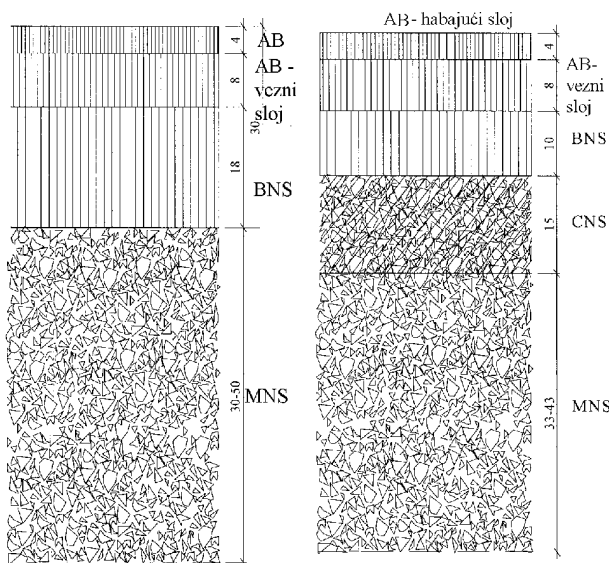 4
AB
8
AB -
vezni
sloj
30
18
BNS
30-50
MNS
AB- habajući sloj
4
AB-
vezni
sloj
8
10
BNS
15
CNS
33-43
MNS